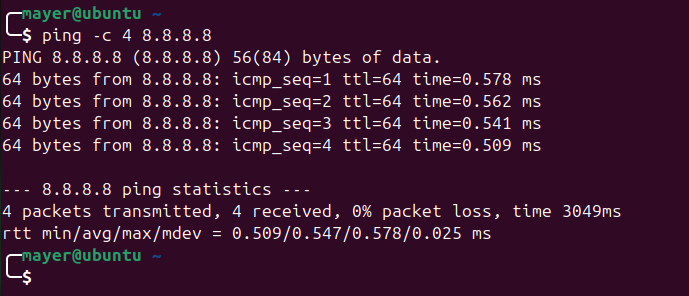 mayer@ubuntu ~
$ ping -c 4 8.8.8.8
PING 8.8.8.8 (8.8.8.8) 56(84) bytes of data.
64 bytes from 8.8.8.8: icmp_seq=1 ttl=64 time=0.578 ms
64 bytes from 8.8.8.8: icmp_seq=2 ttl=64 time=0.562 ms
64 bytes from 8.8.8.8: icmp_seq=3 ttl=64 time=0.541 ms
64 bytes from 8.8.8.8: icmp_seq=4 ttl=64 time=0.509 ms

--- 8.8.8.8 ping statistics ---
4 packets transmitted, 4 received, 0% packet loss, time 3049ms
rtt min/avg/max/mdev = 0.509/0.547/0.578/0.025 ms
mayer@ubuntu ~
$